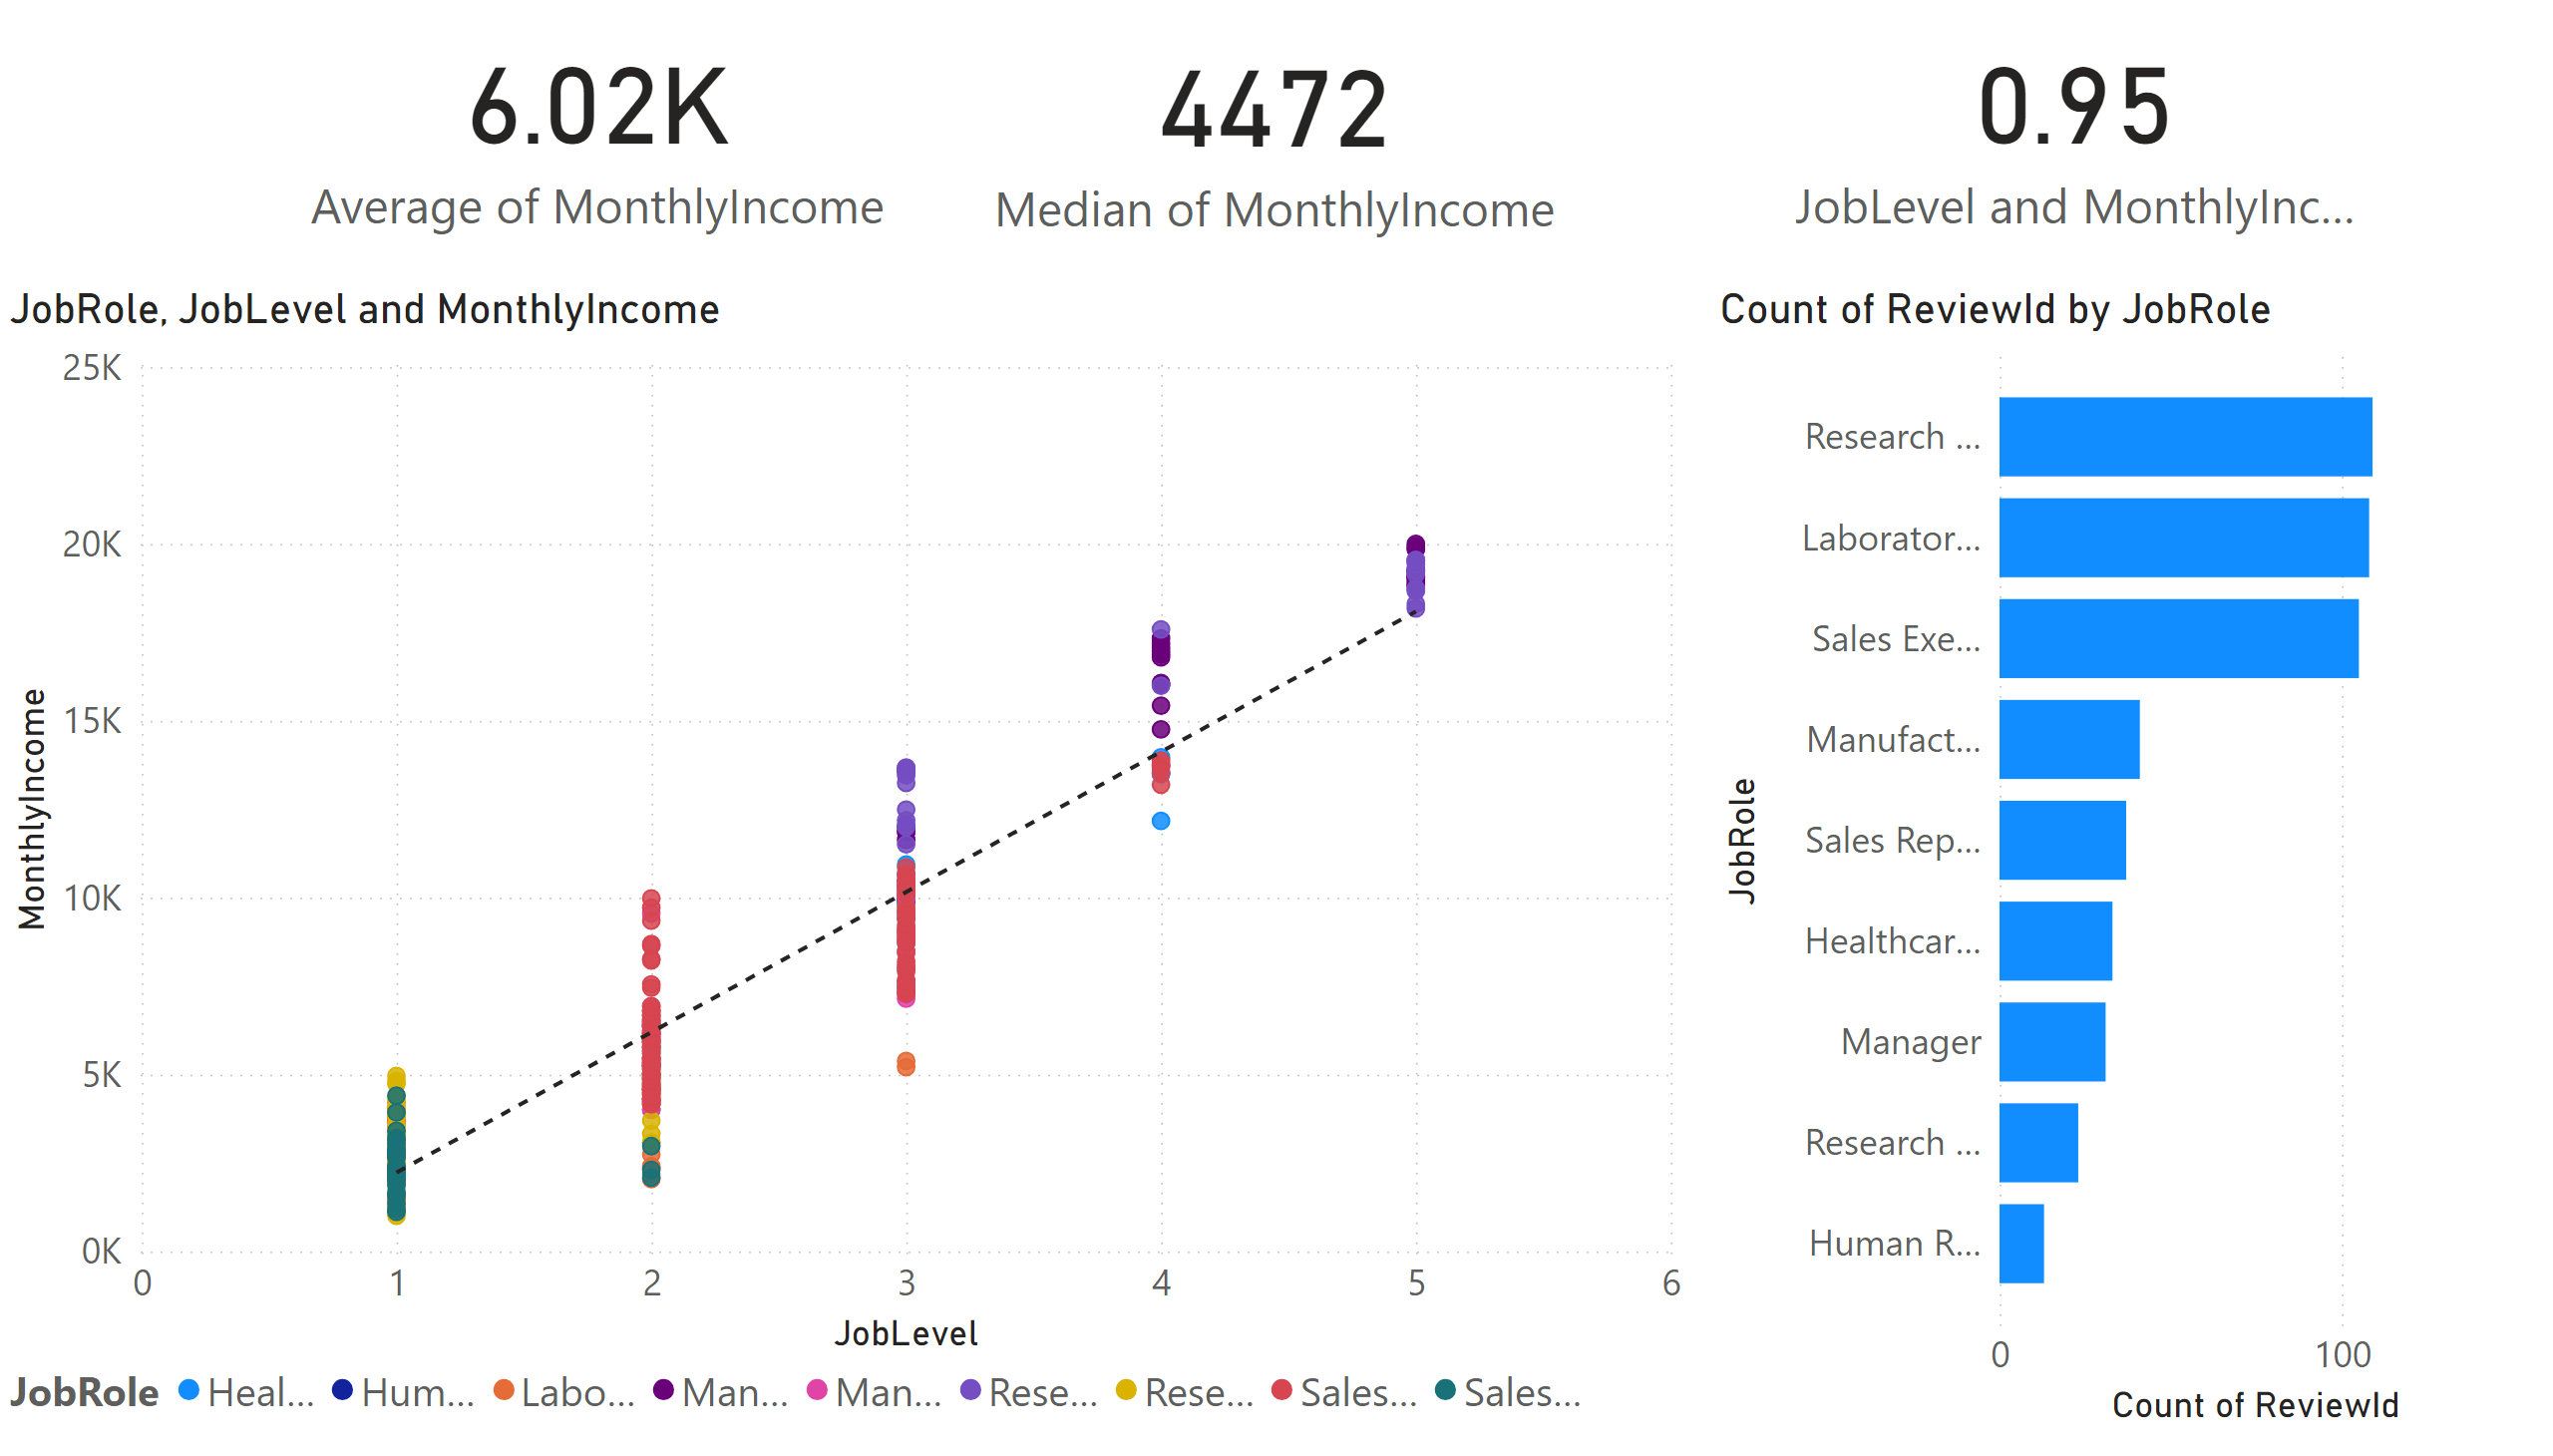 6.02K
Average of MonthlyIncome
4472
Median of MonthlyIncome
0.95
JobLevel and MonthlyInc...
JobRole, JobLevel and MonthlyIncome
25K
20K
15K
10K
5K
0K
MonthlyIncome
0 1 2 3 4 5 6
JobLevel
JobRole Heal... Hum... Labo... Man... Man... Rese... Rese... Sales... Sales...
Count of ReviewId by JobRole
JobRole
Research ...
Laborator...
Sales Exe...
Manufact...
Sales Rep...
Healthcar...
Manager
Research ...
Human R...
0 100
Count of ReviewId